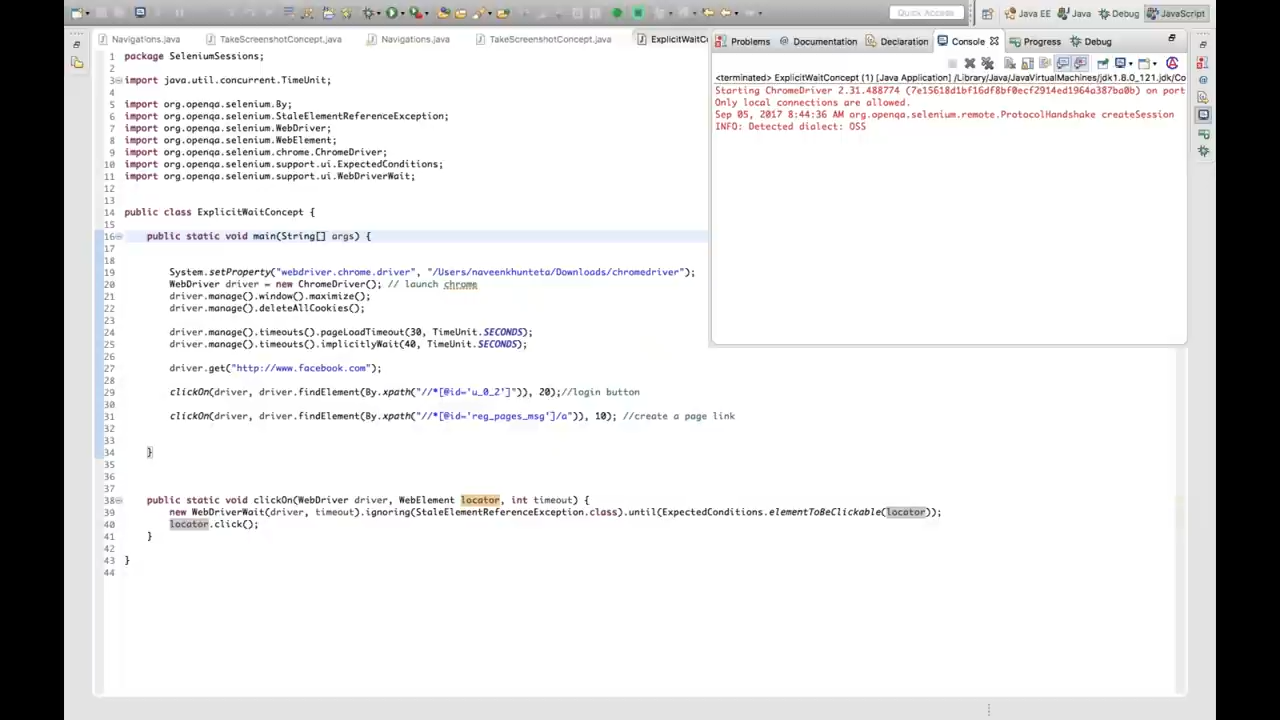 Quick Access
Java EE
Java
Debug
JavaScript
Navigations.java
TakeScreenshotConcept.java
Navigations.java
TakeScreenshotConcept.java
ExplicitWaitCo
Problems
Documentation
Declaration
Console
Progress
Debug
<terminated> ExplicitWaitConcept (1) [Java Application] /Library/Java/JavaVirtualMachines/jdk1.8.0_121.jdk/Co
Starting ChromeDriver 2.31.488774 (7e15618d1bf16df8bf0ecf2914ed1964a387ba0b) on port
Only local connections are allowed.
Sep 05, 2017 8:44:36 AM org.openqa.selenium.remote.ProtocolHandshake createSession
INFO: Detected dialect: OSS
1 package SeleniumSessions;
2
3 import java.util.concurrent.TimeUnit;
4
5 import org.openqa.selenium.By;
6 import org.openqa.selenium.StaleElementReferenceException;
7 import org.openqa.selenium.WebDriver;
8 import org.openqa.selenium.WebElement;
9 import org.openqa.selenium.chrome.ChromeDriver;
10 import org.openqa.selenium.support.ui.ExpectedConditions;
11 import org.openqa.selenium.support.ui.WebDriverWait;
12
13
14 public class ExplicitWaitConcept {
15
16 public static void main(String[] args) {
17
18
19 System.setProperty("webdriver.chrome.driver", "/Users/naveenkhunteta/Downloads/chromedriver");
20 WebDriver driver = new ChromeDriver(); // launch chrome
21 driver.manage().window().maximize();
22 driver.manage().deleteAllCookies();
23
24 driver.manage().timeouts().pageLoadTimeout(30, TimeUnit.SECONDS);
25 driver.manage().timeouts().implicitlyWait(40, TimeUnit.SECONDS);
26
27 driver.get("http://www.facebook.com");
28
29 clickOn(driver, driver.findElement(By.xpath("//*[@id='u_0_2']")), 20);//login button
30
31 clickOn(driver, driver.findElement(By.xpath("//*[@id='reg_pages_msg']/a")), 10); //create a page link
32
33
34 }
35
36
37
38 public static void clickOn(WebDriver driver, WebElement locator, int timeout) {
39 new WebDriverWait(driver, timeout).ignoring(StaleElementReferenceException.class).until(ExpectedConditions.elementToBeClickable(locator));
40 locator.click();
41 }
42
43 }
44